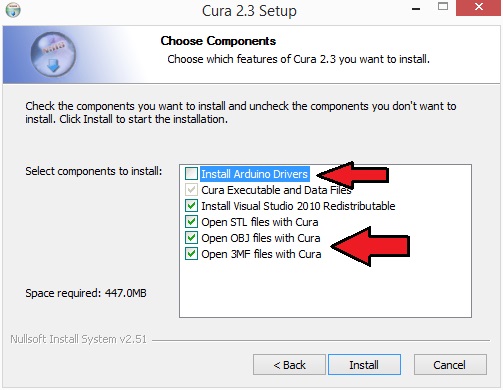 Cura 2.3 Setup
Choose Components
Choose which features of Cura 2.3 you want to install.
Check the components you want to install and uncheck the components you don't want to
install. Click Install to start the installation.
Select components to install:
Install Arduino Drivers
Cura Executable and Data Files
Install Visual Studio 2010 Redistributable
Open STL files with Cura
Open OBJ files with Cura
Open 3MF files with Cura
Space required: 447.0MB
Nullsoft Install System v2.51
< Back
Install
Cancel